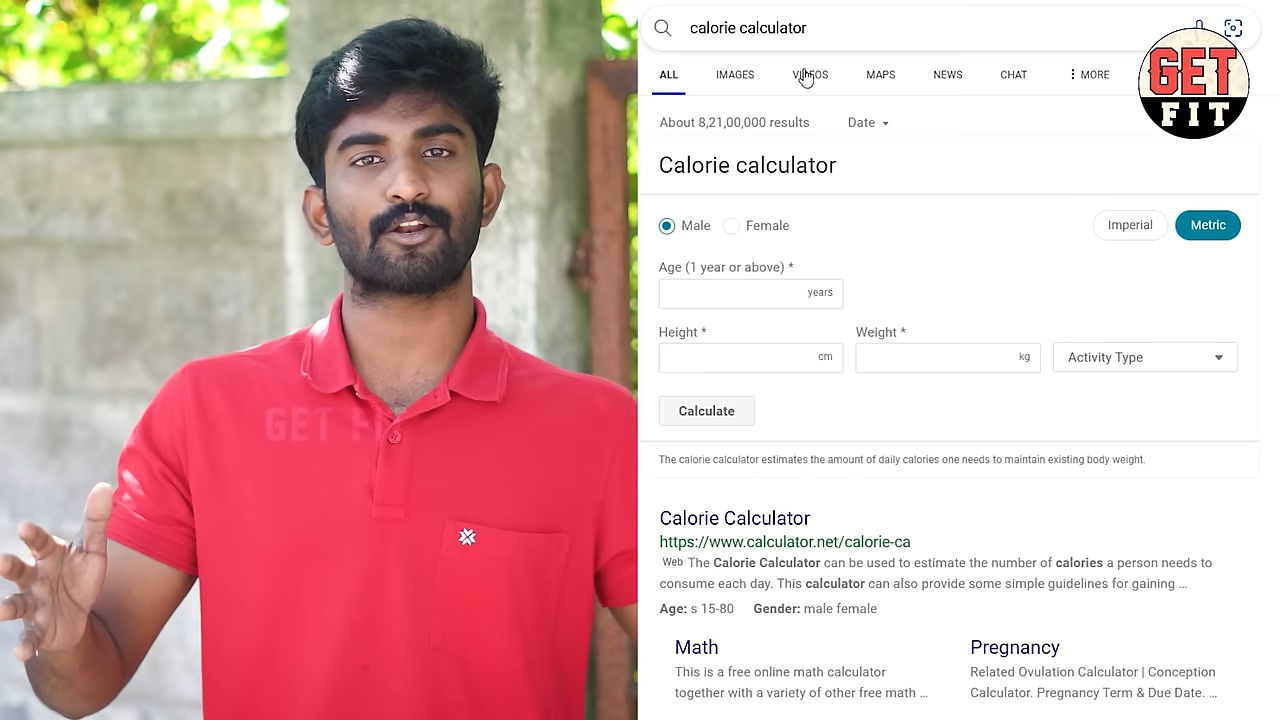 GET FIT
calorie calculator
ALL IMAGES VIDEOS MAPS NEWS CHAT MORE
GET
FIT
About 8,21,00,000 results Date
Calorie calculator
Male Female Imperial Metric
Age (1 year or above) *
years
Height * Weight *
cm kg Activity Type
Calculate
The calorie calculator estimates the amount of daily calories one needs to maintain existing body weight.
Calorie Calculator
https://www.calculator.net/calorie-ca
Web The Calorie Calculator can be used to estimate the number of calories a person needs to
consume each day. This calculator can also provide some simple guidelines for gaining ...
Age: s 15-80 Gender: male female
Math Pregnancy
This is a free online math calculator Related Ovulation Calculator | Conception
together with a variety of other free math ... Calculator. Pregnancy Term & Due Date. ...